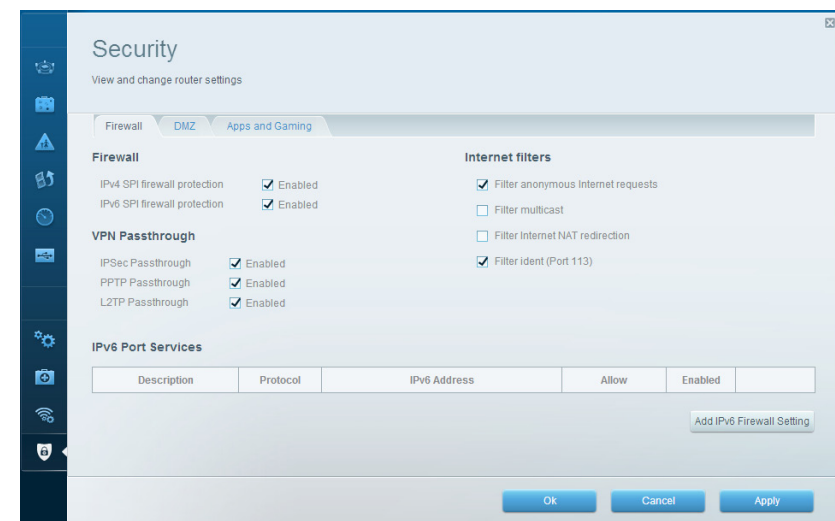 Security
View and change router settings
Firewall DMZ Apps and Gaming
Firewall
IPv4 SPI firewall protection Enabled
IPv6 SPI firewall protection Enabled
VPN Passthrough
IPSec Passthrough Enabled
PPTP Passthrough Enabled
L2TP Passthrough Enabled
Internet filters
Filter anonymous Internet requests
Filter multicast
Filter Internet NAT redirection
Filter ident (Port 113)
IPv6 Port Services
Description Protocol IPv6 Address Allow Enabled
Add IPv6 Firewall Setting
Ok Cancel Apply